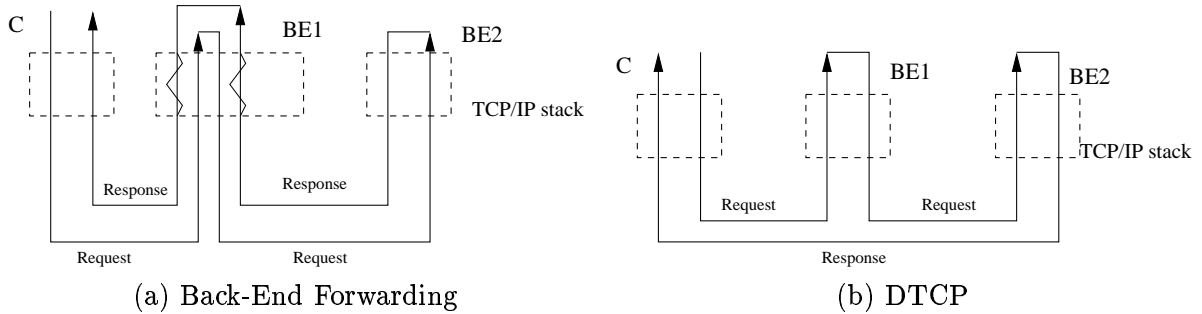 C
BE1
BE2
TCP/IP stack
Response
Response
Request
Request
(a) Back-End Forwarding
C
BE1
BE2
TCP/IP stack
Request
Request
Response
(b) DTCP